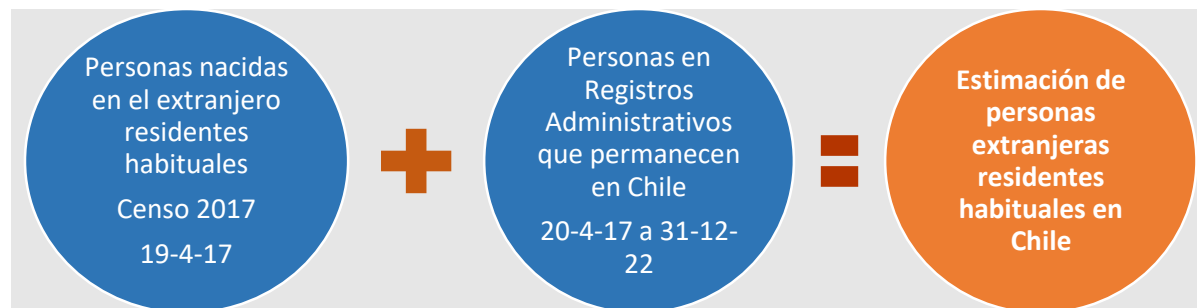 Personas nacidas
en el extranjero
residentes
habituales
Censo 2017
19-4-17
Personas en
Registros
Administrativos
que permanecen
en Chile
20-4-17 a 31-12-
22
Estimación de
personas
extranjeras
residentes
habituales en
Chile